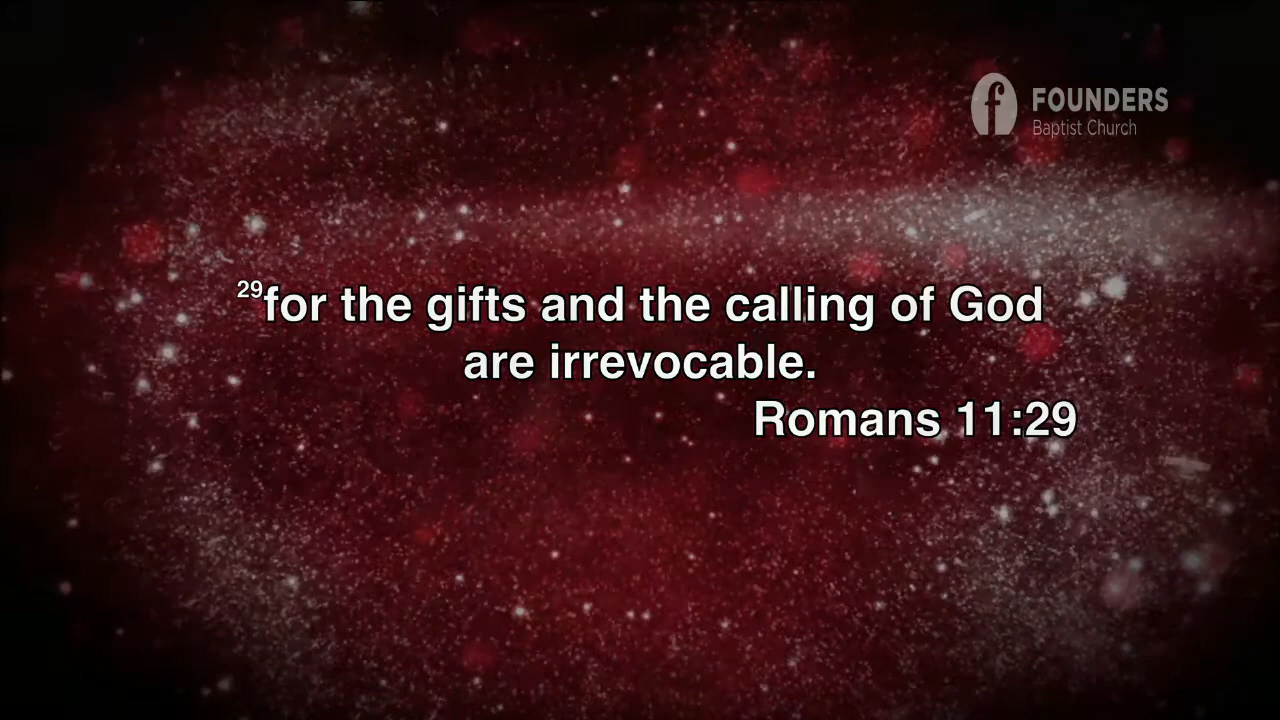 FOUNDERS
Baptist Church
29for the gifts and the calling of God
are irrevocable.
Romans 11:29